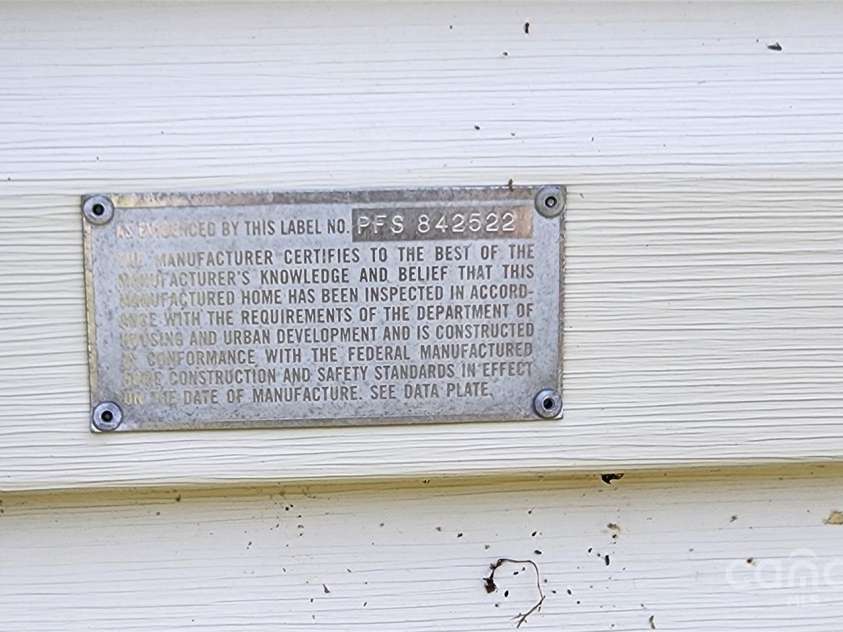 AS EVIDENCED BY THIS LABEL NO. PFS 842522
THE MANUFACTURER CERTIFIES TO THE BEST OF THE
MANUFACTURER'S KNOWLEDGE AND BELIEF THAT THIS
MANUFACTURED HOME HAS BEEN INSPECTED IN ACCORD-
ANCE WITH THE REQUIREMENTS OF THE DEPARTMENT OF
HOUSING AND URBAN DEVELOPMENT AND IS CONSTRUCTED
IN CONFORMANCE WITH THE FEDERAL MANUFACTURED
HOME CONSTRUCTION AND SAFETY STANDARDS IN EFFECT
ON THE DATE OF MANUFACTURE. SEE DATA PLATE.